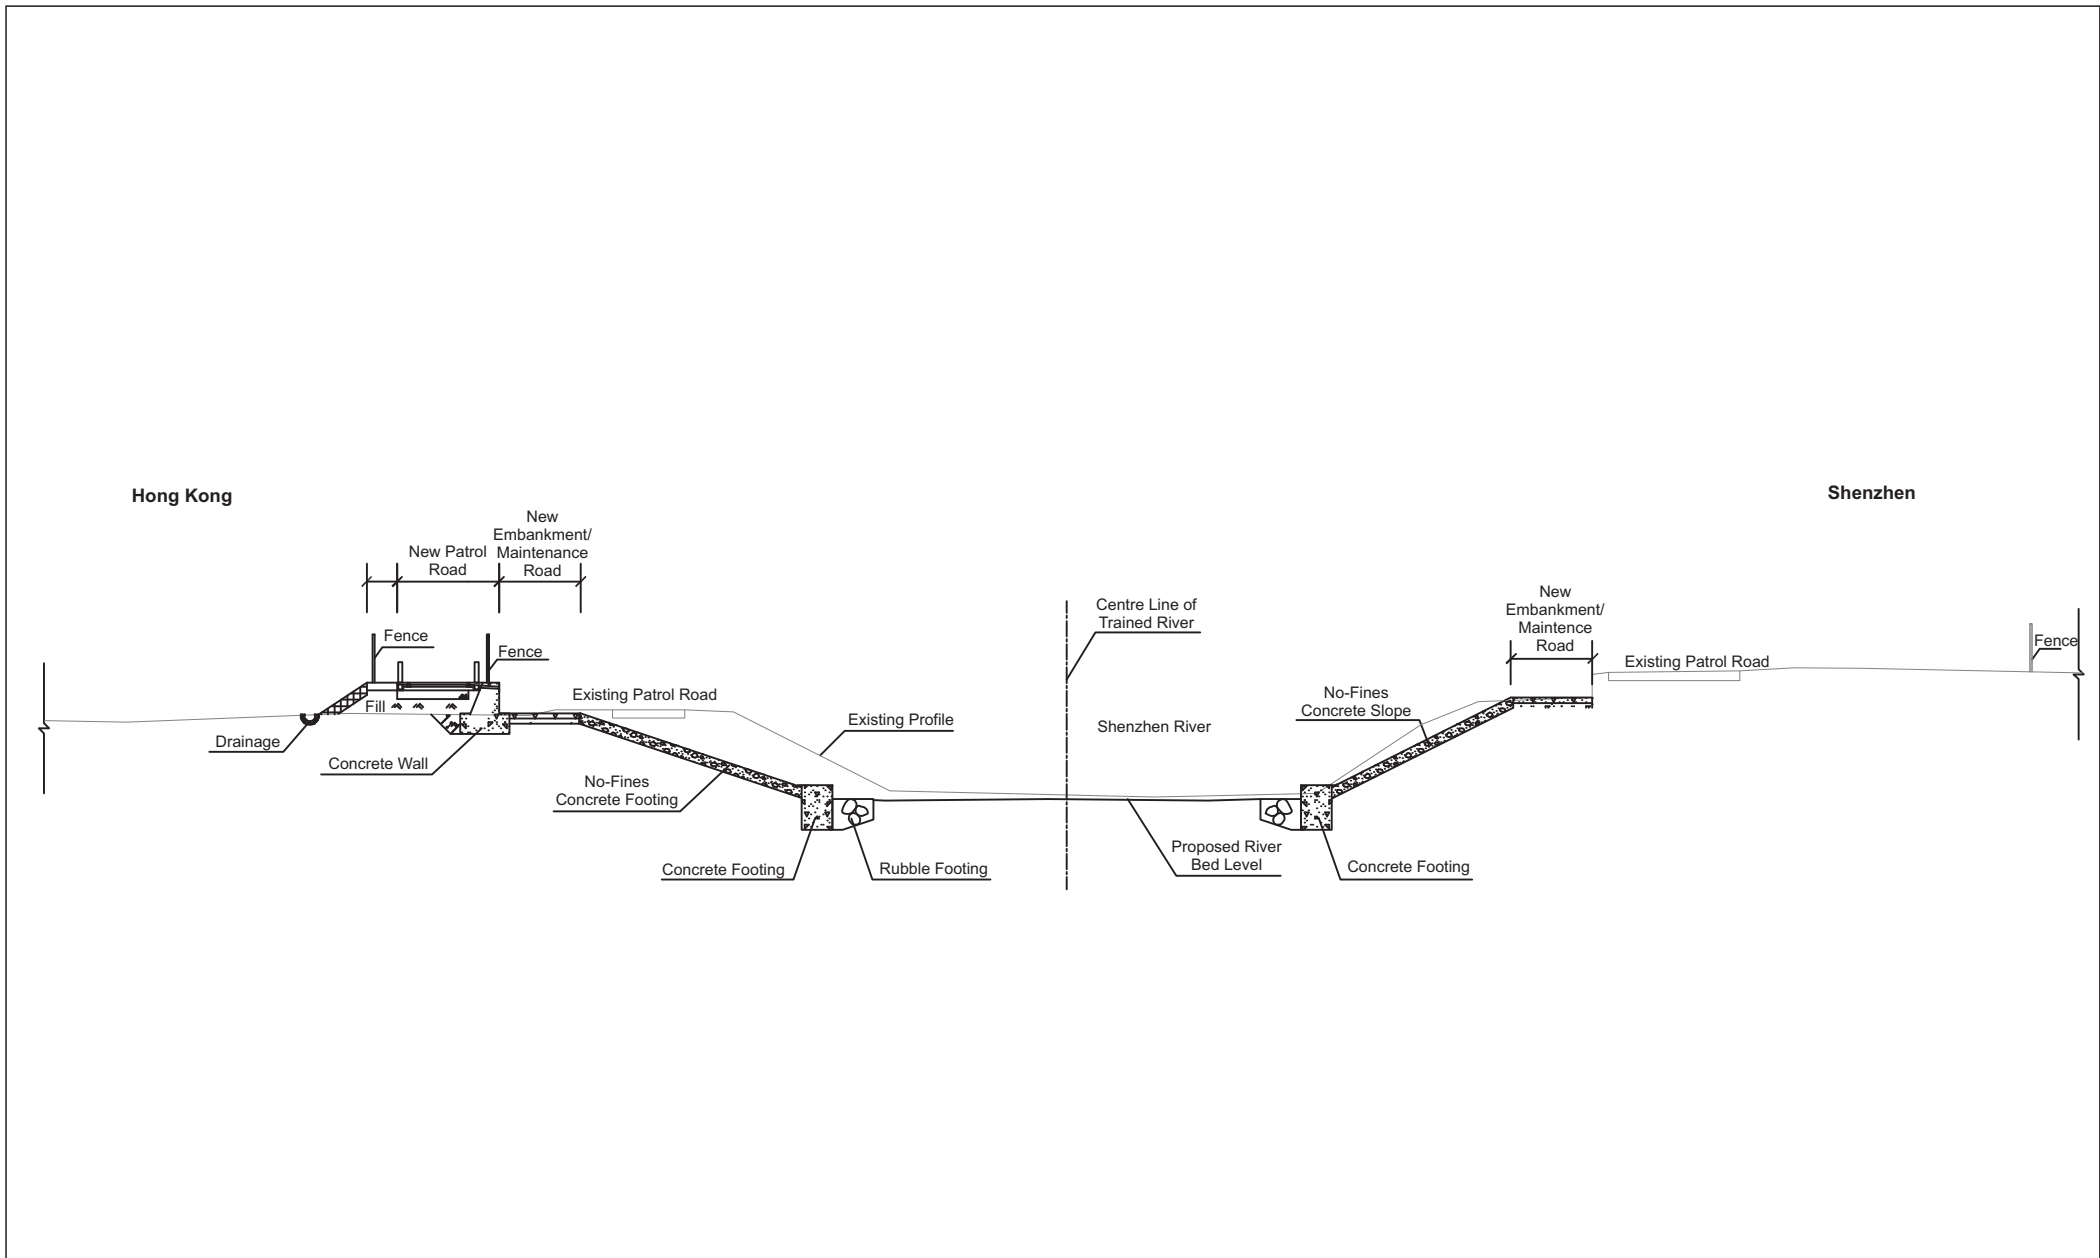 Hong Kong
Shenzhen
New
Embankment/
Maintenance
Road
New Patrol
Road
Fence
Fence
Existing Patrol Road
Fill
Drainage
Concrete Wall
No-Fines
Concrete Footing
Existing Profile
Concrete Footing
Rubble Footing
Centre Line of
Trained River
Shenzhen River
Proposed River
Bed Level
No-Fines
Concrete Slope
Concrete Footing
New
Embankment/
Maintence
Road
Existing Patrol Road
Fence